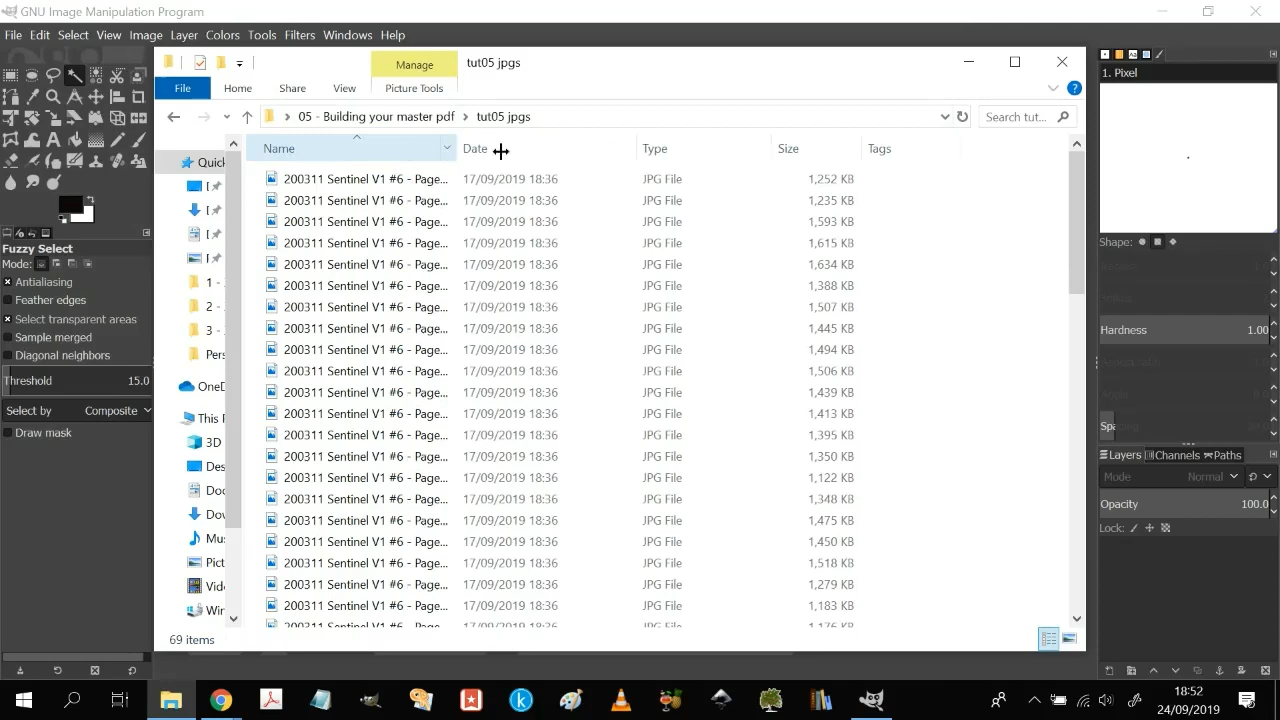 GNU Image Manipulation Program
File Edit Select View Image Layer Colors Tools Filters Windows Help
Manage
tut05 jpgs
File Home Share View Picture Tools
05 - Building your master pdf > tut05 jpgs
Search tut...
Name Date Type Size Tags
200311 Sentinel V1 #6 - Page... 17/09/2019 18:36 JPG File 1,252 KB
200311 Sentinel V1 #6 - Page... 17/09/2019 18:36 JPG File 1,235 KB
200311 Sentinel V1 #6 - Page... 17/09/2019 18:36 JPG File 1,593 KB
200311 Sentinel V1 #6 - Page... 17/09/2019 18:36 JPG File 1,615 KB
200311 Sentinel V1 #6 - Page... 17/09/2019 18:36 JPG File 1,634 KB
200311 Sentinel V1 #6 - Page... 17/09/2019 18:36 JPG File 1,388 KB
200311 Sentinel V1 #6 - Page... 17/09/2019 18:36 JPG File 1,507 KB
200311 Sentinel V1 #6 - Page... 17/09/2019 18:36 JPG File 1,445 KB
200311 Sentinel V1 #6 - Page... 17/09/2019 18:36 JPG File 1,494 KB
200311 Sentinel V1 #6 - Page... 17/09/2019 18:36 JPG File 1,506 KB
200311 Sentinel V1 #6 - Page... 17/09/2019 18:36 JPG File 1,439 KB
200311 Sentinel V1 #6 - Page... 17/09/2019 18:36 JPG File 1,413 KB
200311 Sentinel V1 #6 - Page... 17/09/2019 18:36 JPG File 1,395 KB
200311 Sentinel V1 #6 - Page... 17/09/2019 18:36 JPG File 1,350 KB
200311 Sentinel V1 #6 - Page... 17/09/2019 18:36 JPG File 1,122 KB
200311 Sentinel V1 #6 - Page... 17/09/2019 18:36 JPG File 1,348 KB
200311 Sentinel V1 #6 - Page... 17/09/2019 18:36 JPG File 1,475 KB
200311 Sentinel V1 #6 - Page... 17/09/2019 18:36 JPG File 1,450 KB
200311 Sentinel V1 #6 - Page... 17/09/2019 18:36 JPG File 1,518 KB
200311 Sentinel V1 #6 - Page... 17/09/2019 18:36 JPG File 1,279 KB
200311 Sentinel V1 #6 - Page... 17/09/2019 18:36 JPG File 1,183 KB
200311 Sentinel V1 #6 - Page... 17/09/2019 18:36 JPG File 1,176 KB
69 items
Quick
1 -
2 -
3 -
Pers
OneD
This
3D
Des
Doc
Dow
Mus
Pict
Vide
Win
Fuzzy Select
Mode:
Antialiasing
Feather edges
Select transparent areas
Sample merged
Diagonal neighbors
Threshold 15.0
Select by Composite
Draw mask
1. Pixel
Shape:
Hardness 1.00
Spa
Layers Channels Paths
Mode Normal
Opacity 100.0
Lock:
18:52
24/09/2019